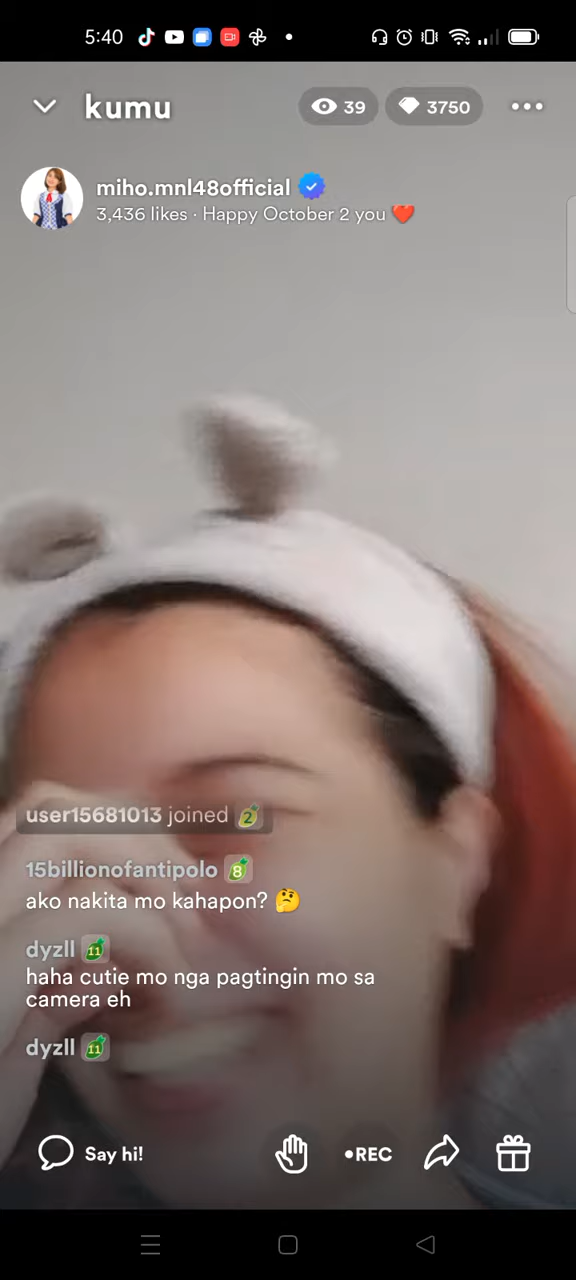 5:40
kumu
39
3750
miho.mnl48official
3,436 likes · Happy October 2 you ❤️
user15681013 joined 2
15billionofantipolo 8
ako nakita mo kahapon? 🤔
dyzll 11
haha cutie mo nga pagtingin mo sa
camera eh
dyzll 11
Say hi!
•REC